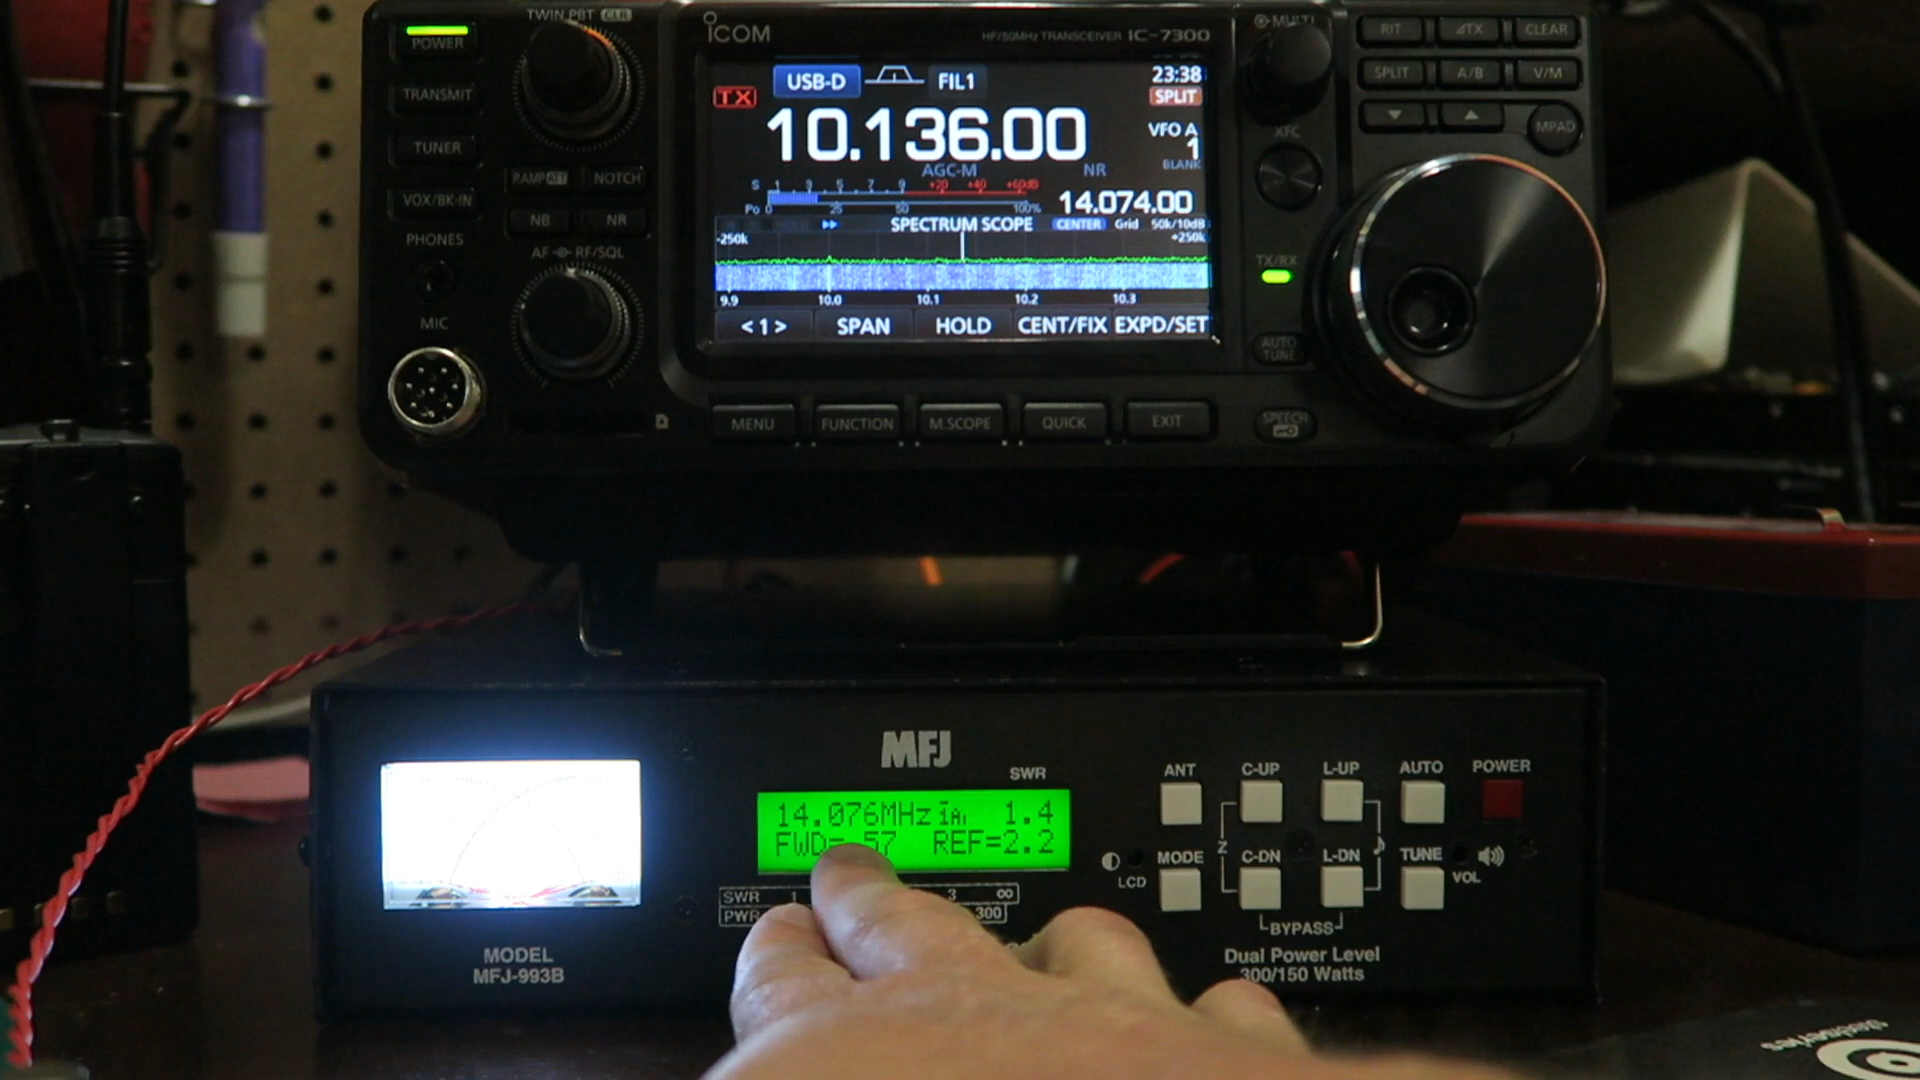 TWIN PBT CLR
ICOM
HF/50MHz TRANSCEIVER IC-7300
MULTI
POWER
TRANSMIT
TUNER
VOX/BK-IN
PHONES
MIC
P.AMP ATT NOTCH
NB NR
AF RF/SQL
USB-D FIL1 23:38
TX SPLIT
10.136.00 VFO A
1
AGC-M NR BLANK
S 1 3 5 7 9 +20 +40 +60dB
Po 0 25 50 100% 14.074.00
SPECTRUM SCOPE CENTER Grid 50k/10dB
-250k +250k
9.9 10.0 10.1 10.2 10.3
<1> SPAN HOLD CENT/FIX EXPD/SET
MENU FUNCTION M.SCOPE QUICK EXIT
RIT ΔTX CLEAR
SPLIT A/B V/M
MPAD
XFC
TX/RX
AUTO TUNE
SPEECH
MFJ
SWR
14.076MHz 1.4
FWD= 57 REF=2.2
SWR 1 3 ∞
PWR 300
MODEL
MFJ-993B
ANT C-UP L-UP AUTO POWER
Z
MODE C-DN L-DN TUNE
LCD VOL
BYPASS
Dual Power Level
300/150 Watts